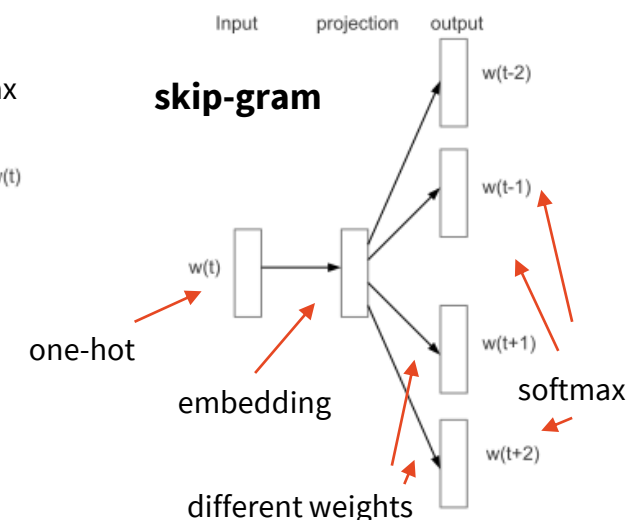 Input projection output
w(t-2)
skip-gram
w(t-1)
w(t)
one-hot
embedding
w(t+1)
softmax
w(t+2)
different weights